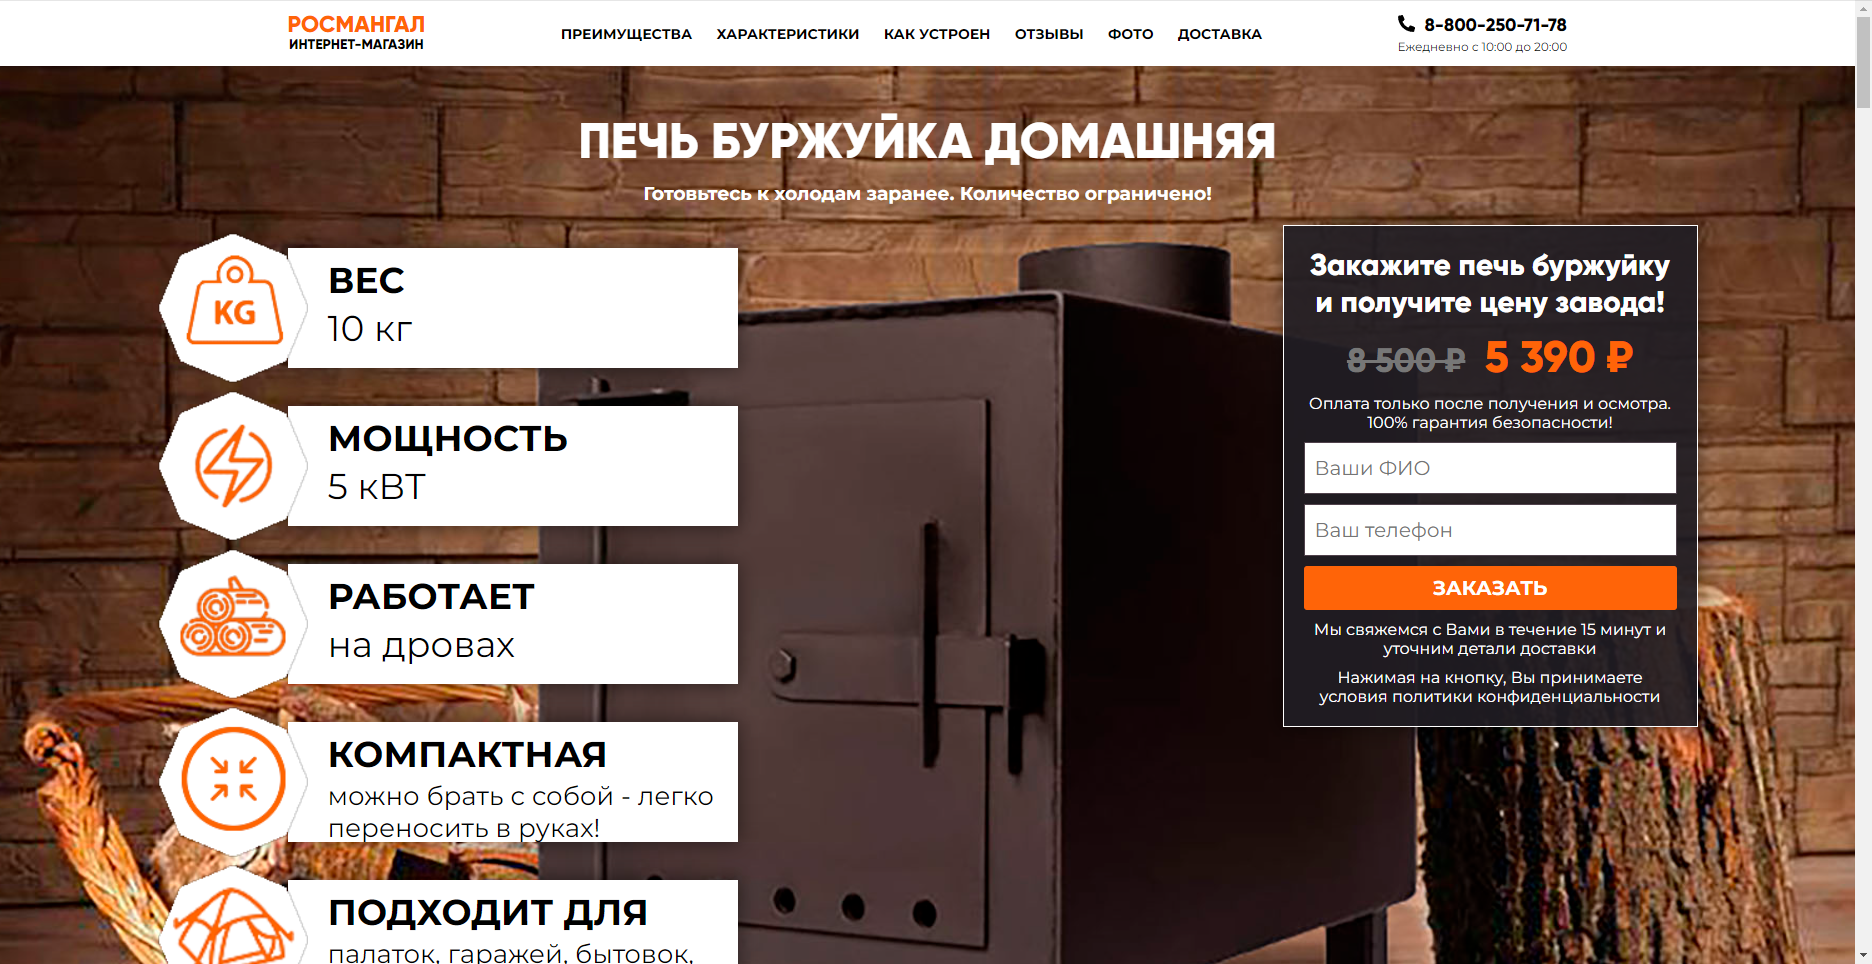 РОСМАНГАЛ
ИНТЕРНЕТ-МАГАЗИН
ПРЕИМУЩЕСТВА ХАРАКТЕРИСТИКИ КАК УСТРОЕН ОТЗЫВЫ ФОТО ДОСТАВКА
8-800-250-71-78
Ежедневно с 10:00 до 20:00
ПЕЧЬ БУРЖУЙКА ДОМАШНЯЯ
Готовьтесь к холодам заранее. Количество ограничено!
KG
ВЕС
10 кг
МОЩНОСТЬ
5 кВТ
РАБОТАЕТ
на дровах
КОМПАКТНАЯ
можно брать с собой - легко
переносить в руках!
ПОДХОДИТ ДЛЯ
палаток, гаражей, бытовок,
Закажите печь буржуйку
и получите цену завода!
8 500 ₽ 5 390 ₽
Оплата только после получения и осмотра.
100% гарантия безопасности!
Ваши ФИО
Ваш телефон
ЗАКАЗАТЬ
Мы свяжемся с Вами в течение 15 минут и
уточним детали доставки
Нажимая на кнопку, Вы принимаете
условия политики конфиденциальности